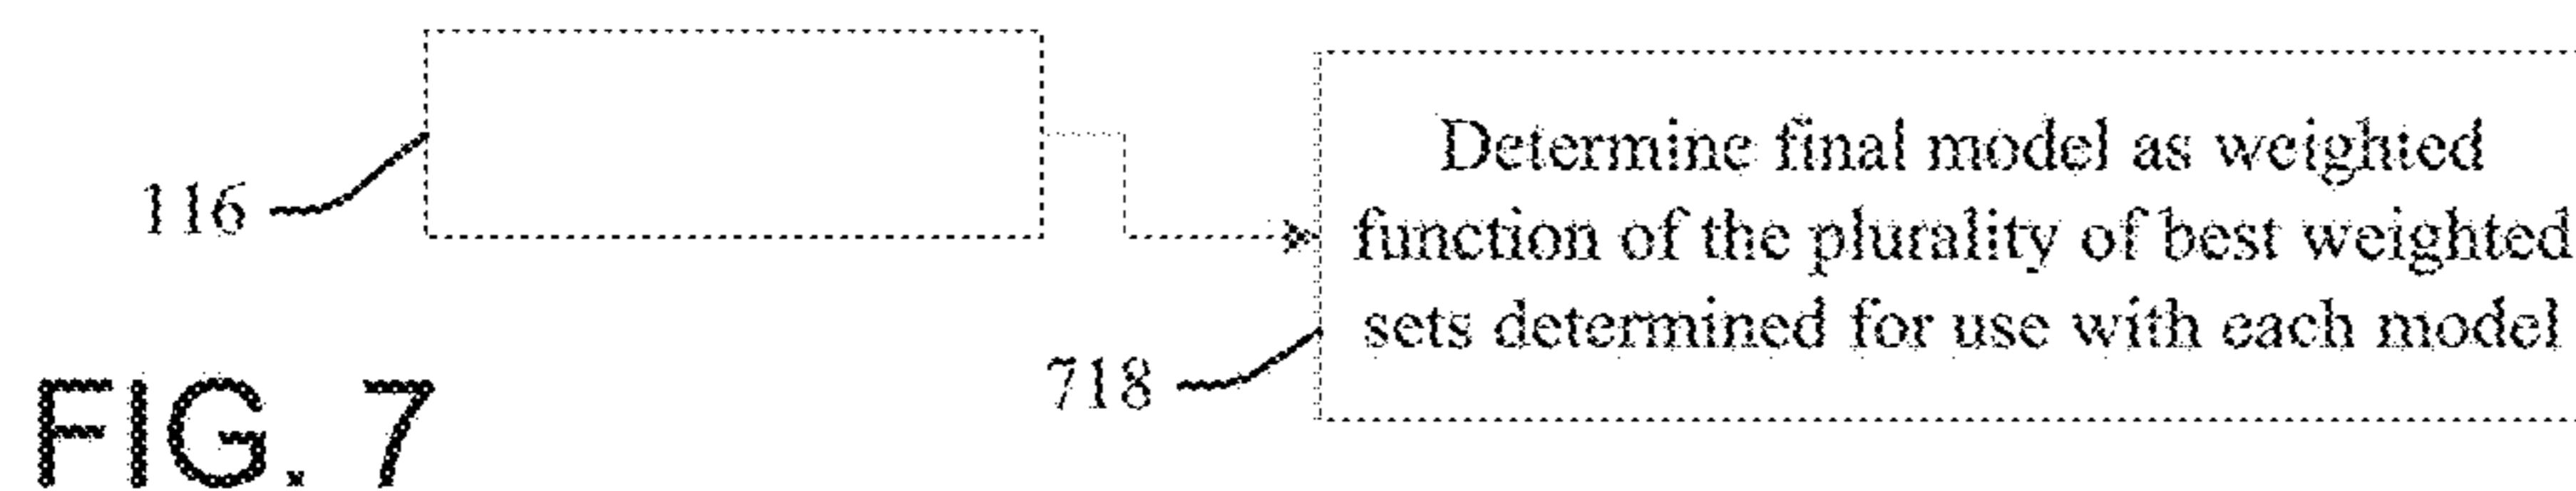 Determine final model as weighted
function of the plurality of best weighted
sets determined for use with each model
116
718
FIG. 7